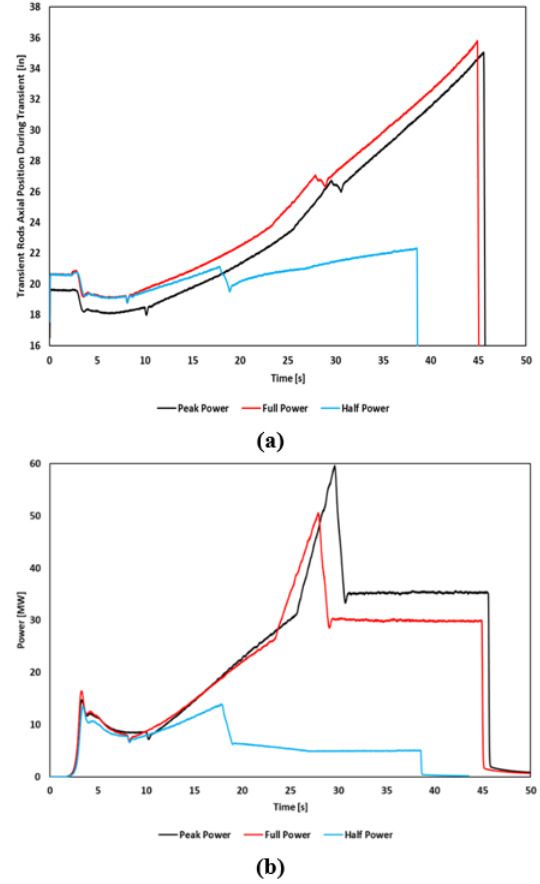 38
36
34
32
30
28
26
24
22
20
18
16
Transient Rods Axial Position During Transient [in]
0 5 10 15 20 25 30 35 40 45 50
Time [s]
Peak Power Full Power Half Power
(a)
60
50
40
30
20
10
0
Power [MW]
0 5 10 15 20 25 30 35 40 45 50
Time [s]
Peak Power Full Power Half Power
(b)